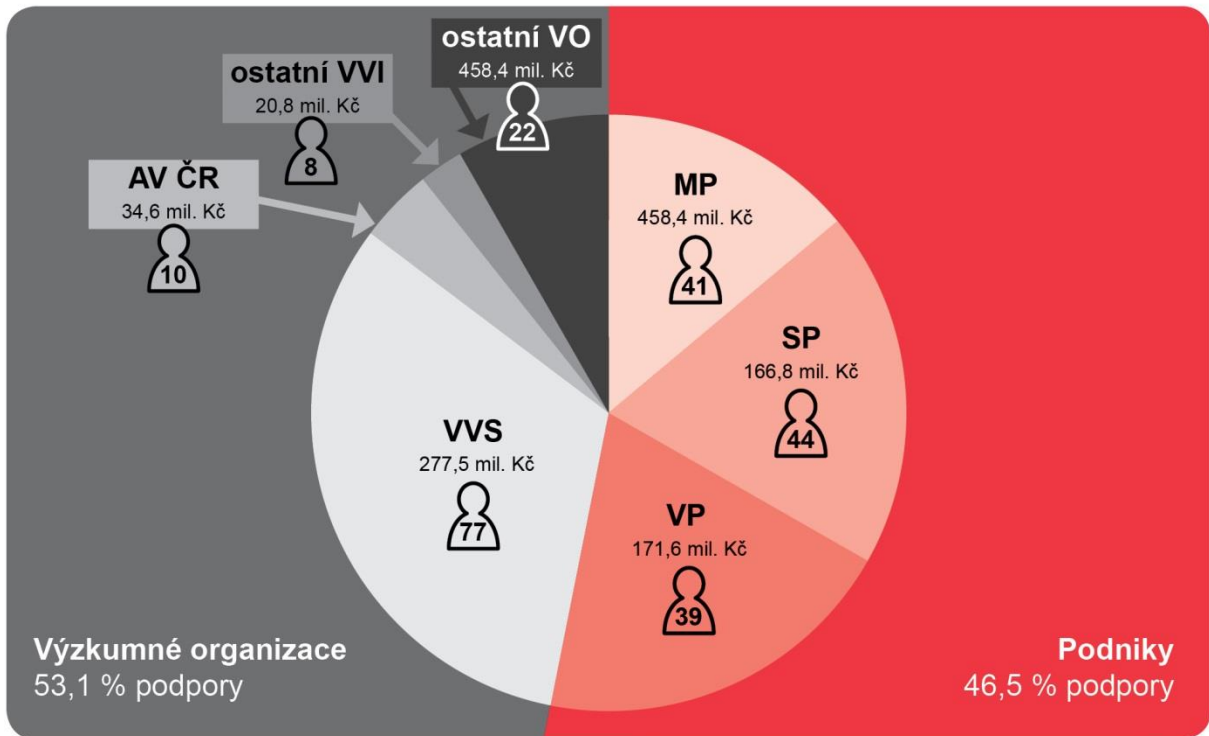 ostatní VO
458,4 mil. Kč
22
ostatní VVI
20,8 mil. Kč
8
AV ČR
34,6 mil. Kč
10
MP
458,4 mil. Kč
41
SP
166,8 mil. Kč
44
VVS
277,5 mil. Kč
77
VP
171,6 mil. Kč
39
Výzkumné organizace
53,1 % podpory
Podniky
46,5 % podpory